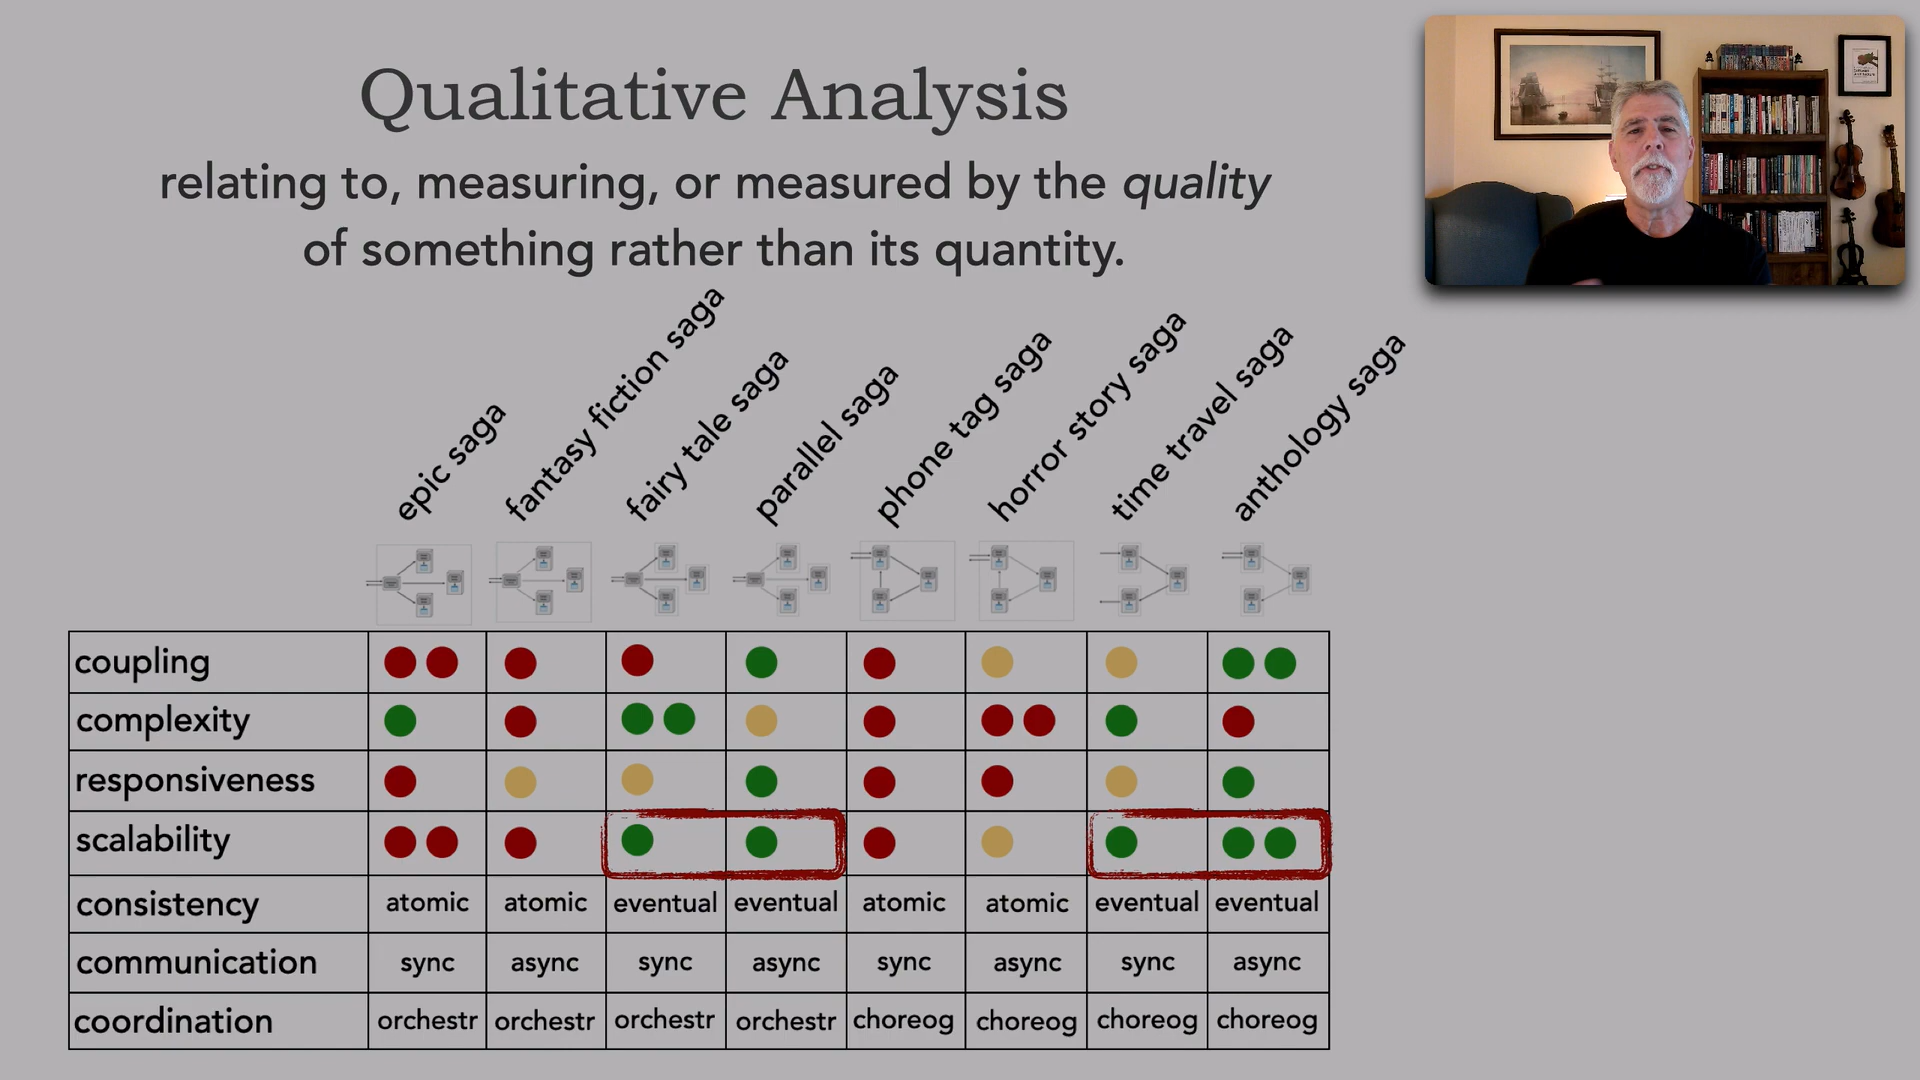 Qualitative Analysis
relating to, measuring, or measured by the quality
of something rather than its quantity.
epic saga
fantasy fiction saga
fairy tale saga
parallel saga
phone tag saga
horror story saga
time travel saga
anthology saga
coupling
complexity
responsiveness
scalability
consistency atomic atomic eventual eventual atomic atomic eventual eventual
communication sync async sync async sync async sync async
coordination orchestr orchestr orchestr orchestr choreog choreog choreog choreog